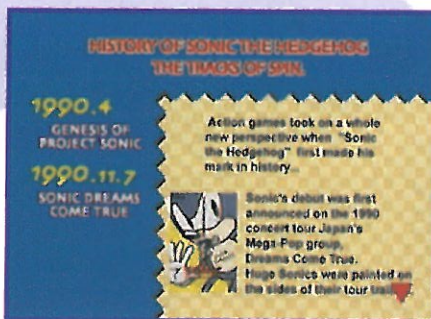 HISTORY OF SONIC THE HEDGEHOG
THE TRACKS OF SPIN.
1990.4
GENESIS OF
PROJECT SONIC
1990.11.7
SONIC DREAMS
COME TRUE
Action games took on a whole
new perspective when "Sonic
the Hedgehog" first made his
mark in history...
Sonic's debut was first
announced on the 1990
concert tour Japan's
Mega-Pop group,
Dreams Come True.
Huge Sonics were painted on
the sides of their tour